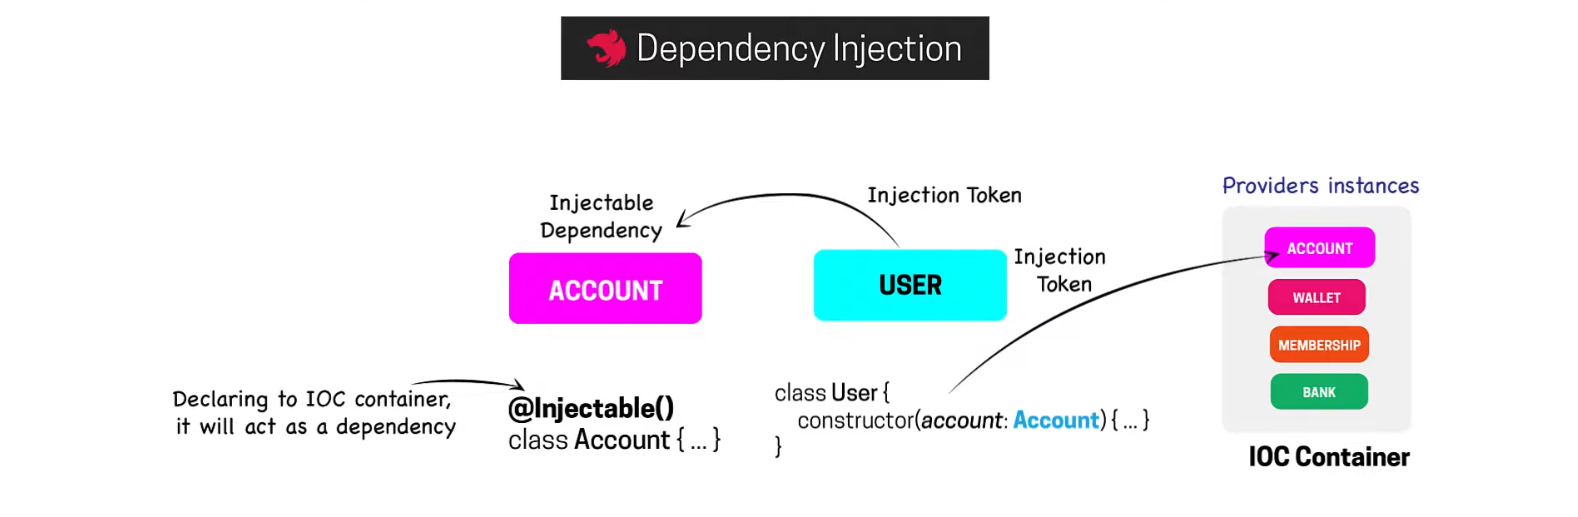 Dependency Injection
Providers instances
Injectable
Dependency
Injection Token
Injection
Token
ACCOUNT
USER
ACCOUNT
WALLET
MEMBERSHIP
BANK
IOC Container
Declaring to IOC container,
it will act as a dependency
@Injectable()
class Account { ... }
class User {
constructor(account: Account) { ... }
}